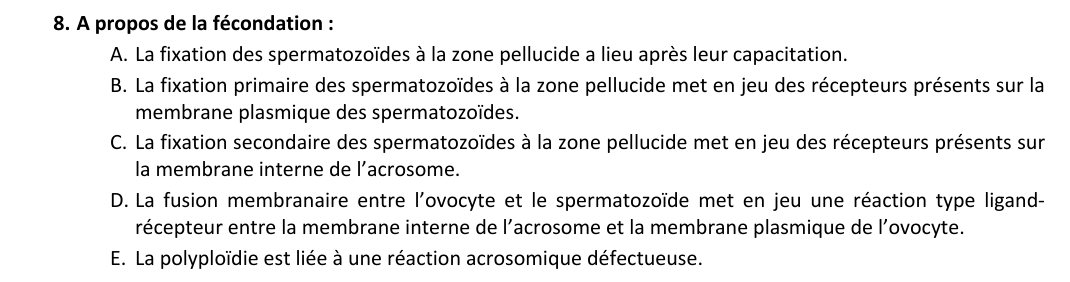 8. A propos de la fécondation :
A. La fixation des spermatozoïdes à la zone pellucide a lieu après leur capacitation.
B. La fixation primaire des spermatozoïdes à la zone pellucide met en jeu des récepteurs présents sur la
membrane plasmique des spermatozoïdes.
C. La fixation secondaire des spermatozoïdes à la zone pellucide met en jeu des récepteurs présents sur
la membrane interne de l’acrosome.
D. La fusion membranaire entre l’ovocyte et le spermatozoïde met en jeu une réaction type ligand-
récepteur entre la membrane interne de l’acrosome et la membrane plasmique de l’ovocyte.
E. La polyploïdie est liée à une réaction acrosomique défectueuse.